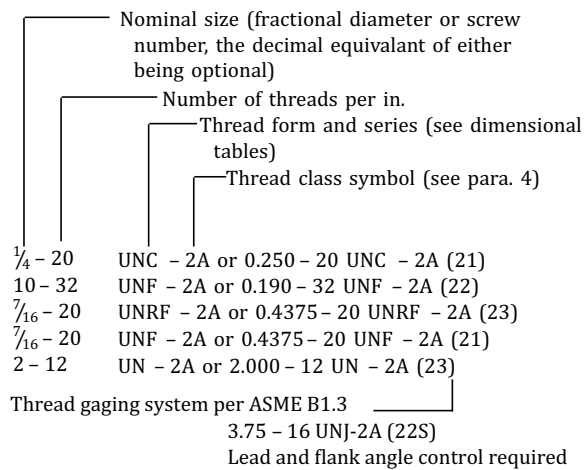 Nominal size (fractional diameter or screw
number, the decimal equivalant of either
being optional)
Number of threads per in.
Thread form and series (see dimensional
tables)
Thread class symbol (see para. 4)
1/4 – 20 UNC – 2A or 0.250 – 20 UNC – 2A (21)
10 – 32 UNF – 2A or 0.190 – 32 UNF – 2A (22)
7/16 – 20 UNRF – 2A or 0.4375 – 20 UNRF – 2A (23)
7/16 – 20 UNF – 2A or 0.4375 – 20 UNF – 2A (21)
2 – 12 UN – 2A or 2.000 – 12 UN – 2A (23)
Thread gaging system per ASME B1.3
3.75 – 16 UNJ-2A (22S)
Lead and flank angle control required